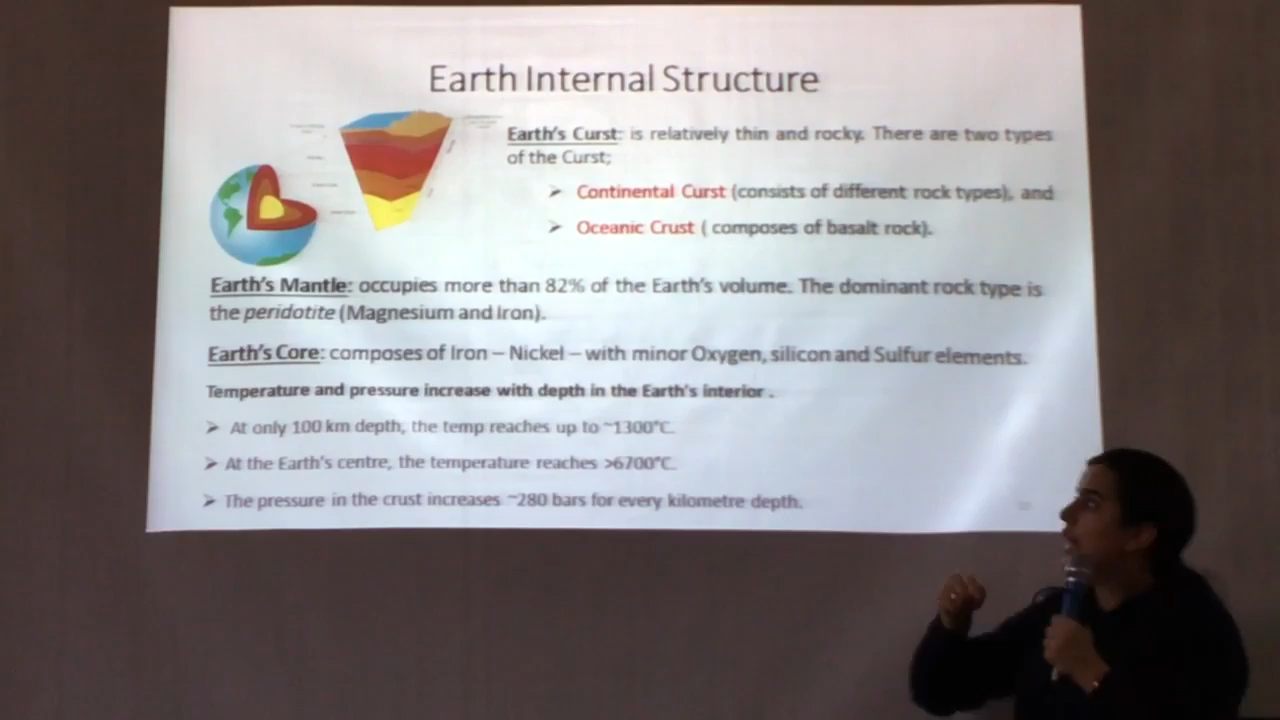 Earth Internal Structure
Earth's Curst: is relatively thin and rocky. There are two types
of the Curst;
➢ Continental Curst (consists of different rock types), and
➢ Oceanic Crust ( composes of basalt rock).
Earth's Mantle: occupies more than 82% of the Earth's volume. The dominant rock type is
the peridotite (Magnesium and Iron).
Earth's Core: composes of Iron – Nickel – with minor Oxygen, silicon and Sulfur elements.
Temperature and pressure increase with depth in the Earth's interior .
➢ At only 100 km depth, the temp reaches up to ~1300°C.
➢ At the Earth's centre, the temperature reaches >6700°C.
➢ The pressure in the crust increases ~280 bars for every kilometre depth.